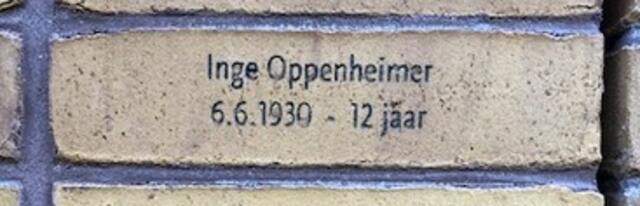 Inge Oppenheimer
6.6.1930 - 12 jaar